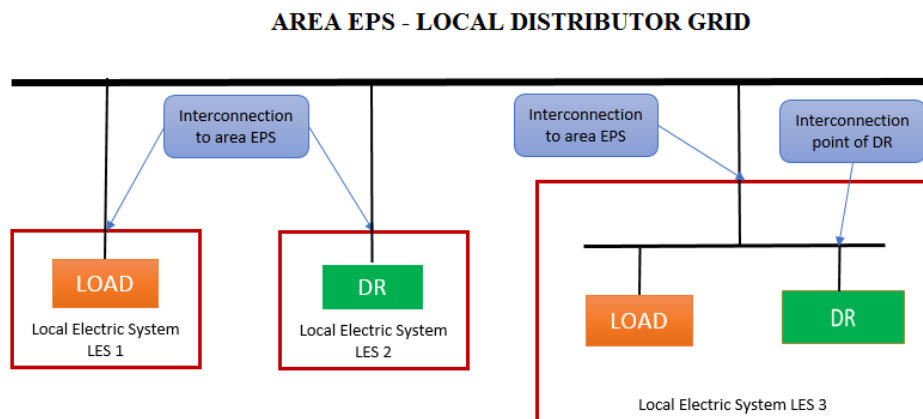 AREA EPS - LOCAL DISTRIBUTOR GRID
Interconnection
to area EPS
Interconnection
to area EPS
Interconnection
point of DR
LOAD
Local Electric System
LES 1
DR
Local Electric System
LES 2
LOAD
DR
Local Electric System LES 3